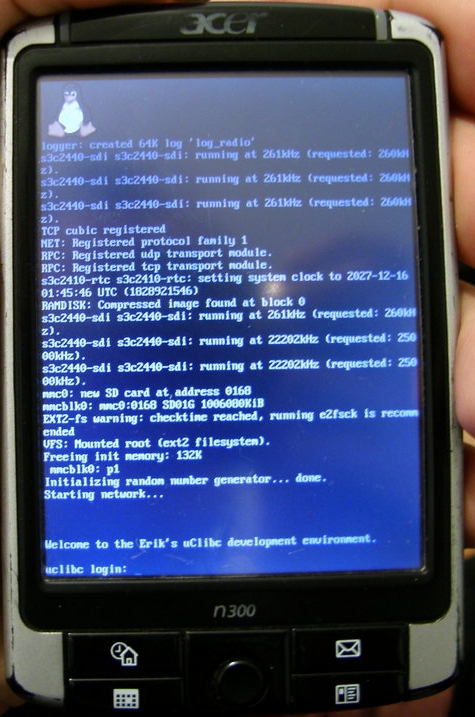 acer
logger: created 64K log 'log_radio'
s3c2440-sdi s3c2440-sdi: running at 261kHz (requested: 260kH
z).
s3c2440-sdi s3c2440-sdi: running at 261kHz (requested: 260kH
z).
s3c2440-sdi s3c2440-sdi: running at 261kHz (requested: 260kH
z).
TCP cubic registered
NET: Registered protocol family 1
RPC: Registered udp transport module.
RPC: Registered tcp transport module.
s3c2410-rtc s3c2410-rtc: setting system clock to 2027-12-16
01:45:46 UTC (1828921546)
RAMDISK: Compressed image found at block 0
s3c2440-sdi s3c2440-sdi: running at 261kHz (requested: 260kH
z).
s3c2440-sdi s3c2440-sdi: running at 22202kHz (requested: 250
00kHz).
s3c2440-sdi s3c2440-sdi: running at 22202kHz (requested: 250
00kHz).
mmc0: new SD card at address 0168
mmcblk0: mmc0:0168 SD01G 1006080KiB
EXT2-fs warning: checktime reached, running e2fsck is recomm
ended
VFS: Mounted root (ext2 filesystem).
Freeing init memory: 132K
mmcblk0: p1
Initializing random number generator... done.
Starting network...
Welcome to the Erik's uClibc development environment.
uclibc login:
n300